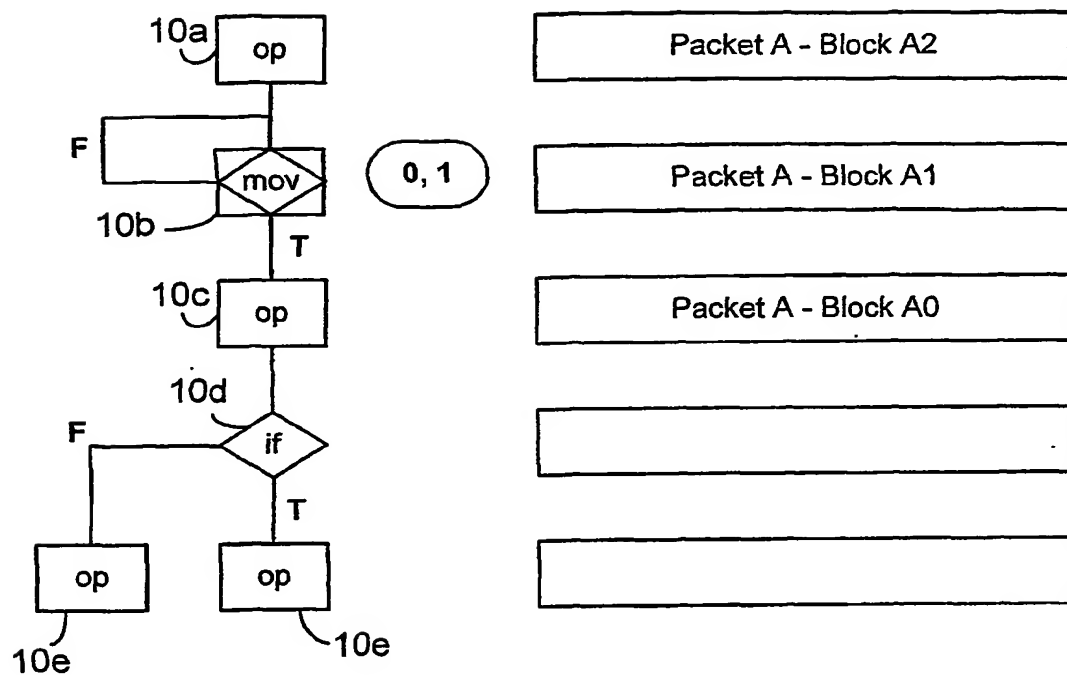 10a
op
Packet A - Block A2
F
mov
0, 1
Packet A - Block A1
10b
T
10c
op
Packet A - Block A0
10d
F
if
T
op
op
10e
10e